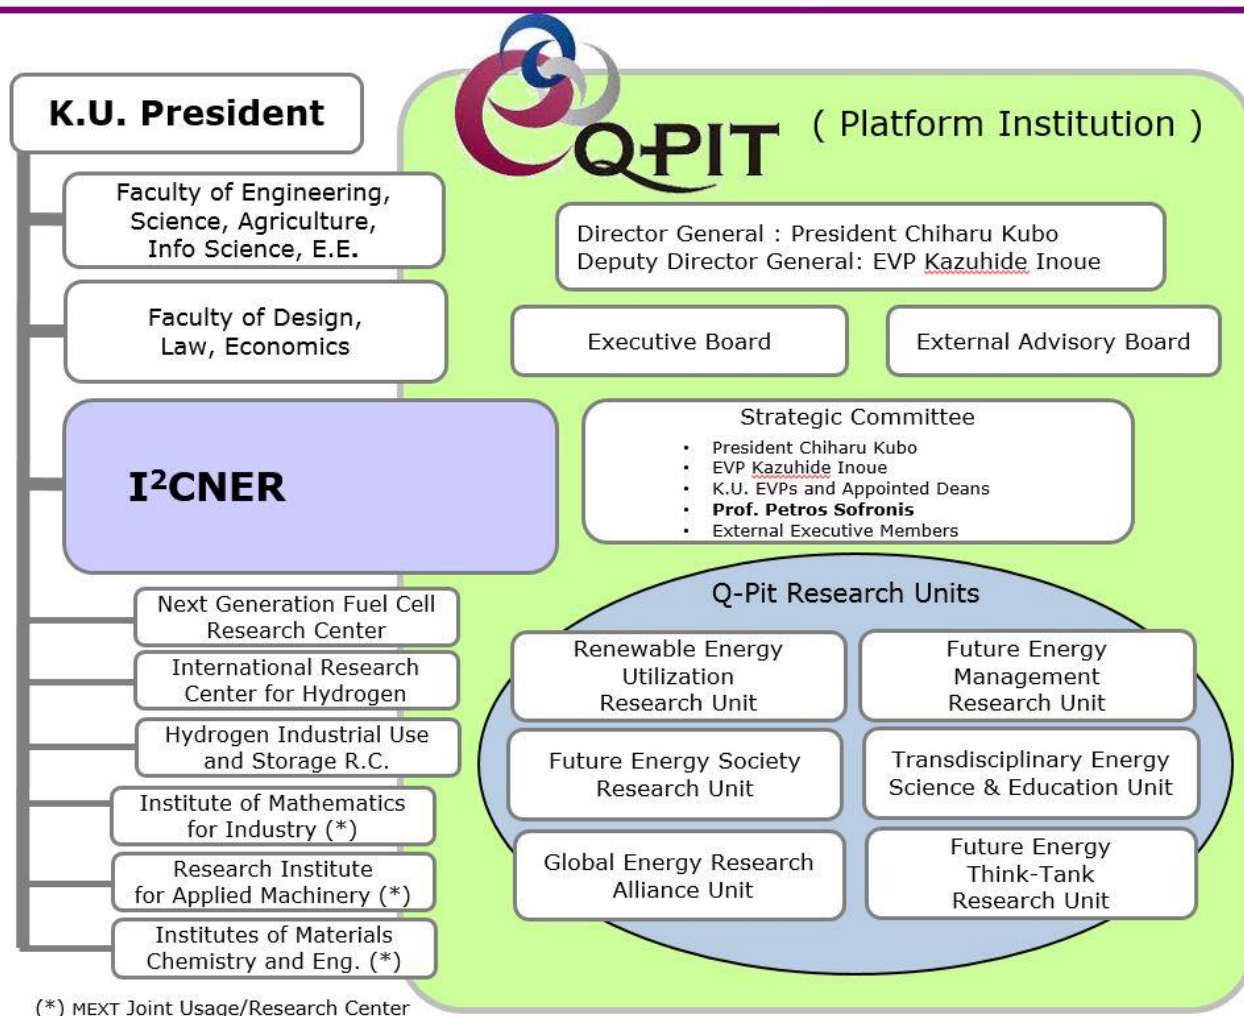 K.U. President
Faculty of Engineering,
Science, Agriculture,
Info Science, E.E.
Faculty of Design,
Law, Economics
I²CNER
Next Generation Fuel Cell
Research Center
International Research
Center for Hydrogen
Hydrogen Industrial Use
and Storage R.C.
Institute of Mathematics
for Industry (*)
Research Institute
for Applied Machinery (*)
Institutes of Materials
Chemistry and Eng. (*)
(*) MEXT Joint Usage/Research Center
Q-PIT
( Platform Institution )
Director General : President Chiharu Kubo
Deputy Director General: EVP Kazuhide Inoue
Executive Board
External Advisory Board
Strategic Committee
• President Chiharu Kubo
• EVP Kazuhide Inoue
• K.U. EVPs and Appointed Deans
• Prof. Petros Sofronis
• External Executive Members
Q-Pit Research Units
Renewable Energy
Utilization
Research Unit
Future Energy
Management
Research Unit
Future Energy Society
Research Unit
Transdisciplinary Energy
Science & Education Unit
Global Energy Research
Alliance Unit
Future Energy
Think-Tank
Research Unit